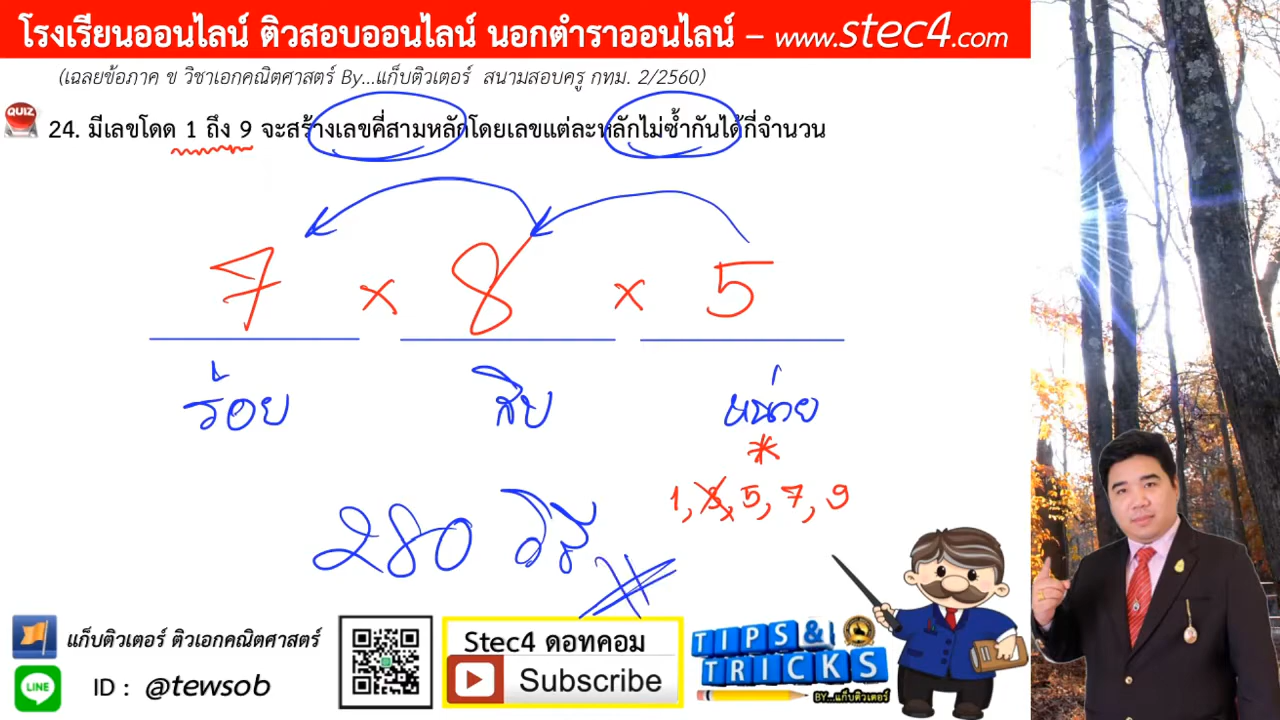 โรงเรียนออนไลน์ ติวสอบออนไลน์ นอกตำราออนไลน์ – www.stec4.com
(เฉลยข้อภาค ข วิชาเอกคณิตศาสตร์ By...แก็บติวเตอร์ สนามสอบครู กทม. 2/2560)
QUIZ
24. มีเลขโดด 1 ถึง 9 จะสร้างเลขคี่สามหลักโดยเลขแต่ละหลักไม่ซ้ำกันได้กี่จำนวน
7 × 8 × 5
ร้อย สิบ หน่วย
*
1, 3, 5, 7, 9
280 วิธี
แก็บติวเตอร์ ติวเอกคณิตศาสตร์
LINE
ID : @tewsob
Stec4 ดอทคอม
Subscribe
TIPS &
TRICKS
BY...แก็บติวเตอร์